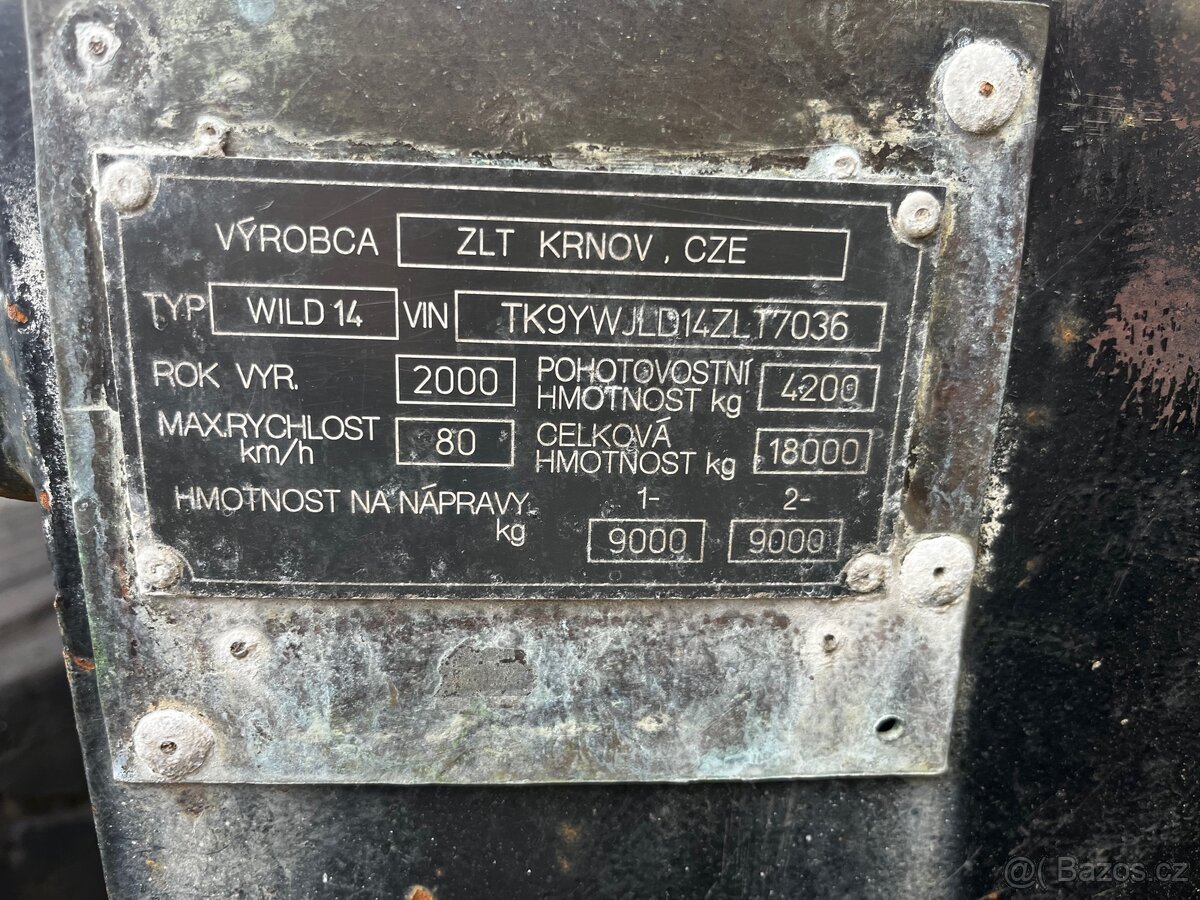 VÝROBCA ZLT KRNOV, CZE
TYP WILD 14 VIN TK9YWJLD14ZLT7036
ROK VYR. 2000 POHOTOVOSTNÍ HMOTNOST kg 4200
MAX.RYCHLOST km/h 80 CELKOVÁ HMOTNOST kg 18000
HMOTNOST NA NÁPRAVY kg 1- 2-
9000 9000
@( Bazos.cz